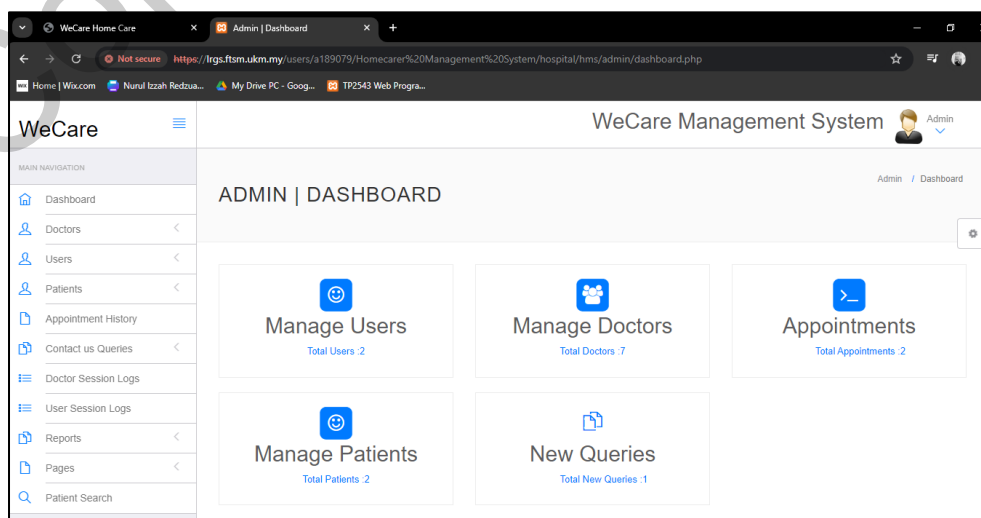 WeCare Home Care
Admin | Dashboard
Not secure https://lrgs.ftsm.ukm.my/users/a189079/Homecarer%20Management%20System/hospital/hms/admin/dashboard.php
WiX Home | Wix.com Nurul Izzah Redzua... My Drive PC - Goog... TP2543 Web Progra...
WeCare
WeCare Management System
Admin
MAIN NAVIGATION
Dashboard
Doctors
Users
Patients
Appointment History
Contact us Queries
Doctor Session Logs
User Session Logs
Reports
Pages
Patient Search
ADMIN | DASHBOARD
Admin / Dashboard
Manage Users
Total Users :2
Manage Doctors
Total Doctors :7
Appointments
Total Appointments :2
Manage Patients
Total Patients :2
New Queries
Total New Queries :1